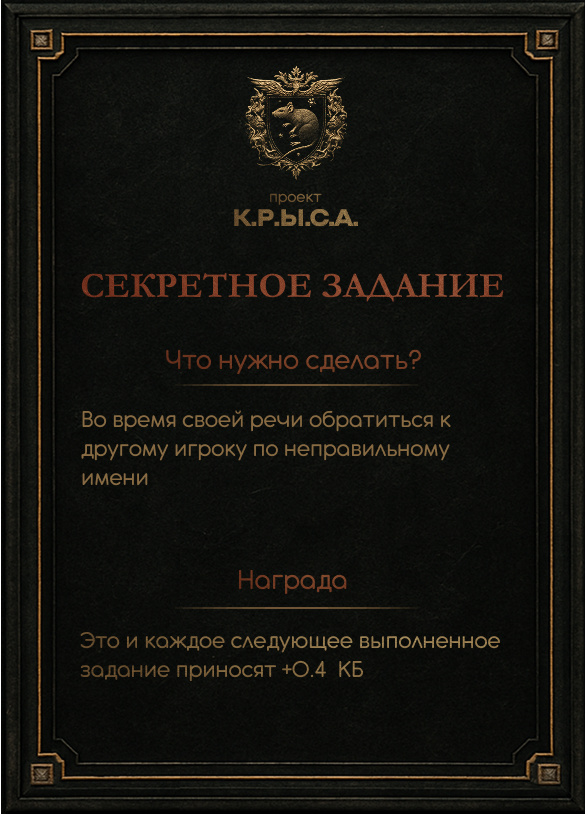 проект
К.Р.Ы.С.А.
СЕКРЕТНОЕ ЗАДАНИЕ
Что нужно сделать?
Во время своей речи обратиться к
другому игроку по неправильному
имени
Награда
Это и каждое следующее выполненное
задание приносят +0.4 КБ